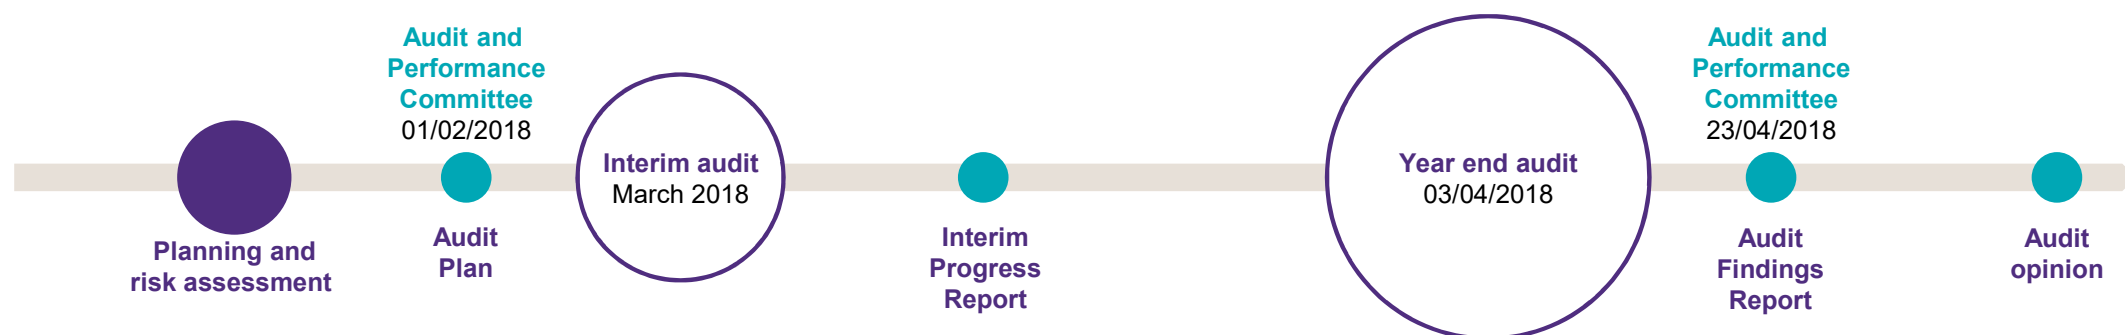 Planning and
risk assessment
Audit and
Performance
Committee
01/02/2018
Audit
Plan
Interim audit
March 2018
Interim
Progress
Report
Year end audit
03/04/2018
Audit and
Performance
Committee
23/04/2018
Audit
Findings
Report
Audit
opinion